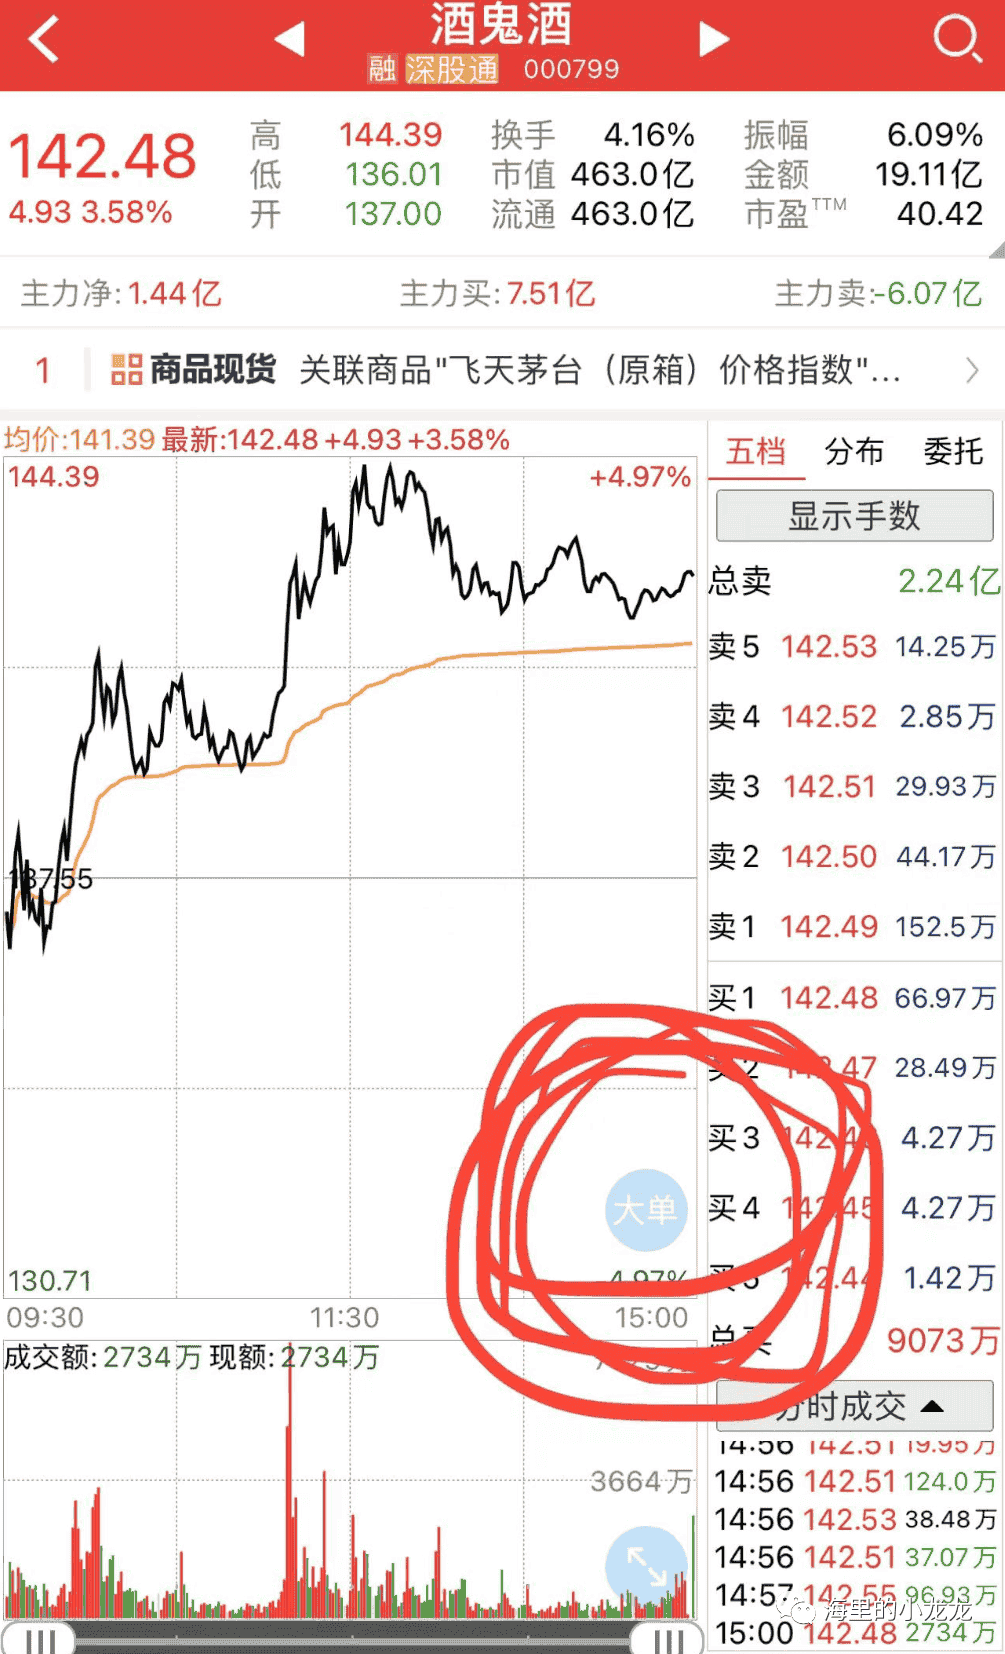 酒鬼酒
融 深股通 000799
142.48
4.93 3.58%
高 144.39 换手 4.16% 振幅 6.09%
低 136.01 市值 463.0亿 金额 19.11亿
开 137.00 流通 463.0亿 市盈TTM 40.42
主力净:1.44亿 主力买:7.51亿 主力卖:-6.07亿
1 商品现货 关联商品"飞天茅台（原箱）价格指数"...
均价:141.39 最新:142.48 +4.93 +3.58%
144.39 +4.97%
137.55
130.71 -4.97%
09:30 11:30 15:00
大单
成交额:2734万 现额:2734万
3664万
五档 分布 委托
显示手数
总卖 2.24亿
卖5 142.53 14.25万
卖4 142.52 2.85万
卖3 142.51 29.93万
卖2 142.50 44.17万
卖1 142.49 152.5万
买1 142.48 66.97万
买2 142.47 28.49万
买3 4.27万
买4 142.45 4.27万
买5 142.44 1.42万
总买 9073万
分时成交
14:56 142.51 19.95万
14:56 142.51 124.0万
14:56 142.53 38.48万
14:56 142.51 37.07万
14:57 142.55 96.93万
15:00 142.48 2734万
海里的小龙龙